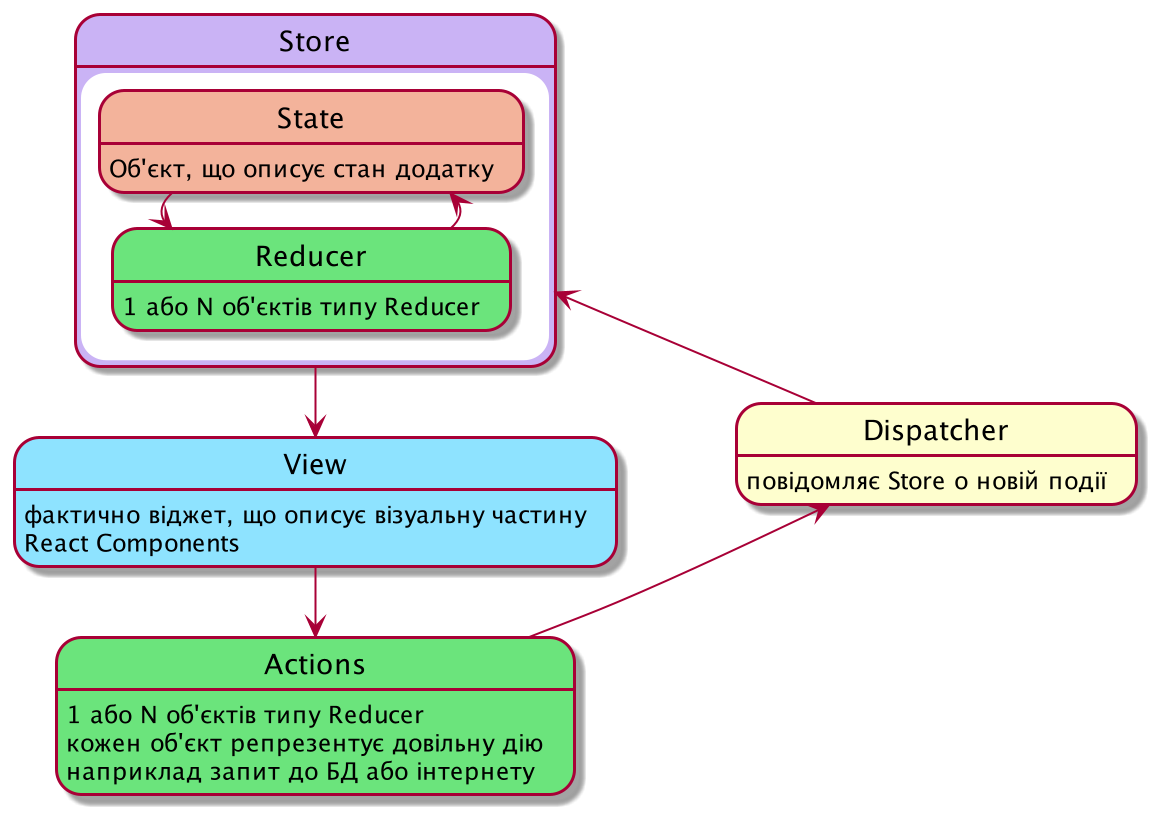 Store
State
Об'єкт, що описує стан додатку
Reducer
1 або N об'єктів типу Reducer
View
фактично віджет, що описує візуальну частину
React Components
Dispatcher
повідомляє Store о новій події
Actions
1 або N об'єктів типу Reducer
кожен об'єкт репрезентує довільну дію
наприклад запит до БД або інтернету